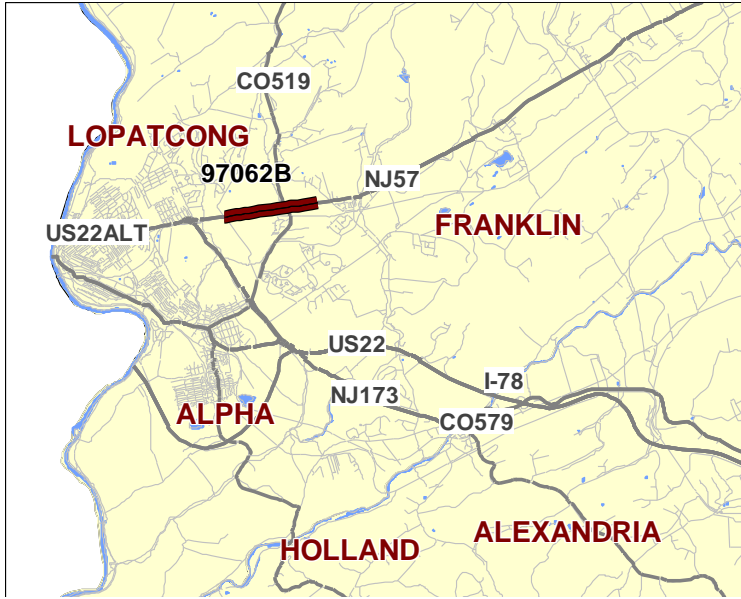 CO519
LOPATCONG
97062B
NJ57
FRANKLIN
US22ALT
US22
I-78
NJ173
ALPHA
CO579
ALEXANDRIA
HOLLAND